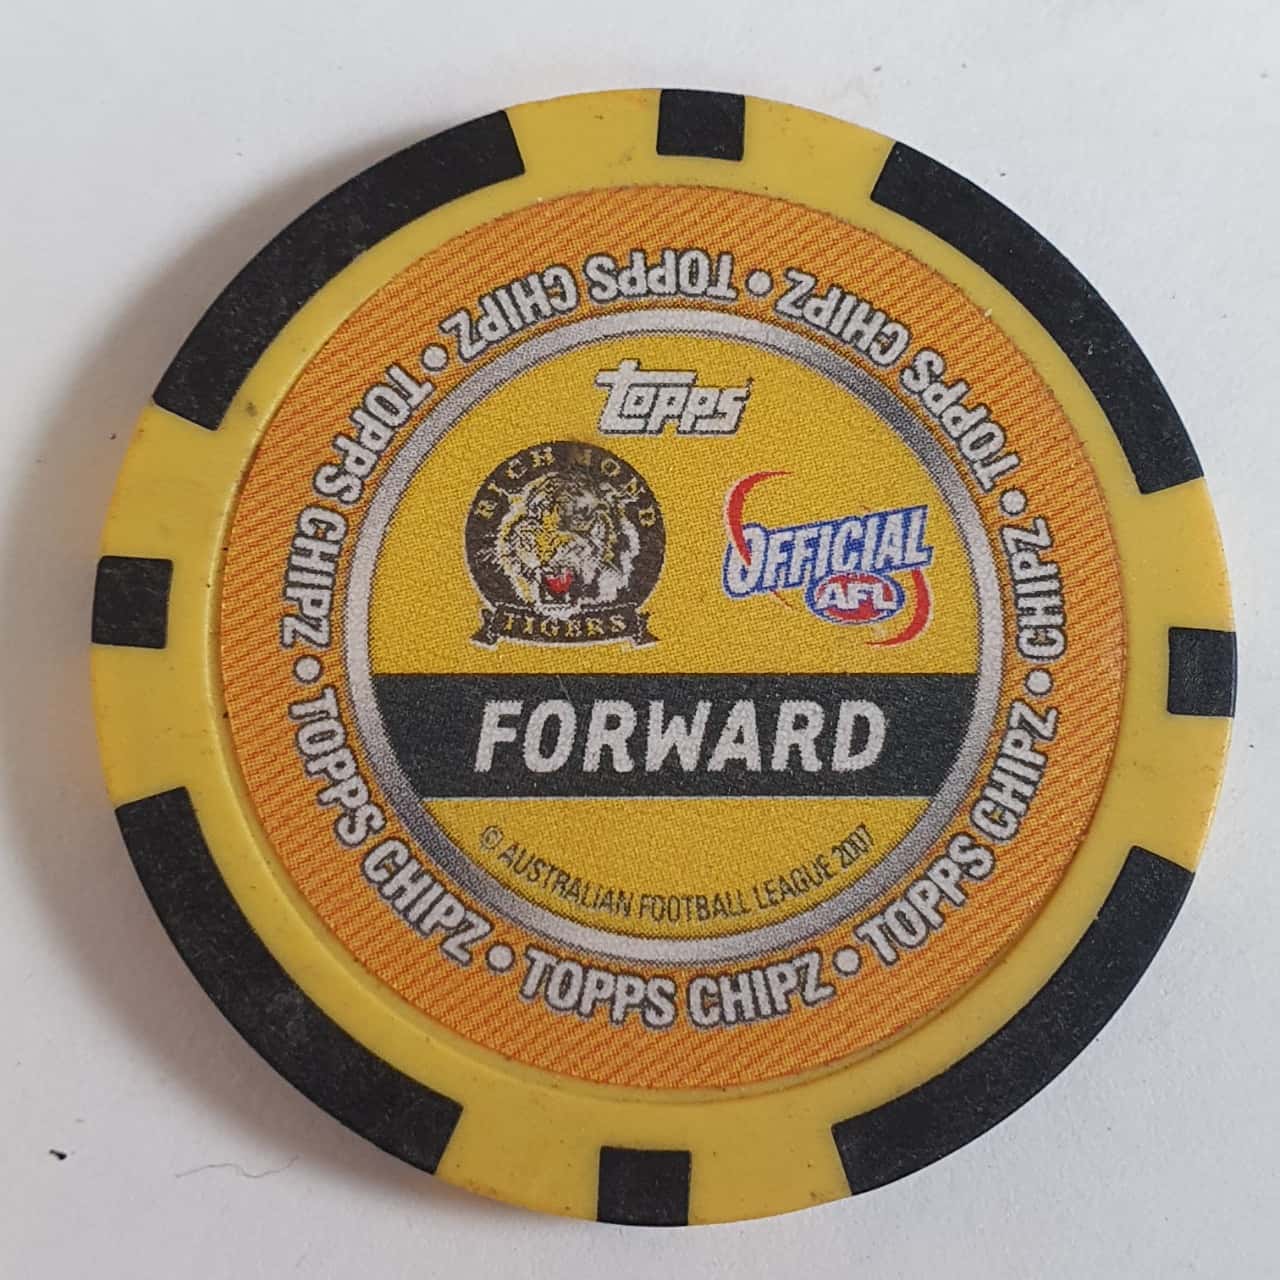 TOPPS CHIPZ • TOPPS CHIPZ • TOPPS CHIPZ • TOPPS CHIPZ • TOPPS CHIPZ • CHIPZ • TOPPS CHIPZ •
topps
RICHMOND
TIGERS
OFFICIAL
AFL
FORWARD
© AUSTRALIAN FOOTBALL LEAGUE 2007